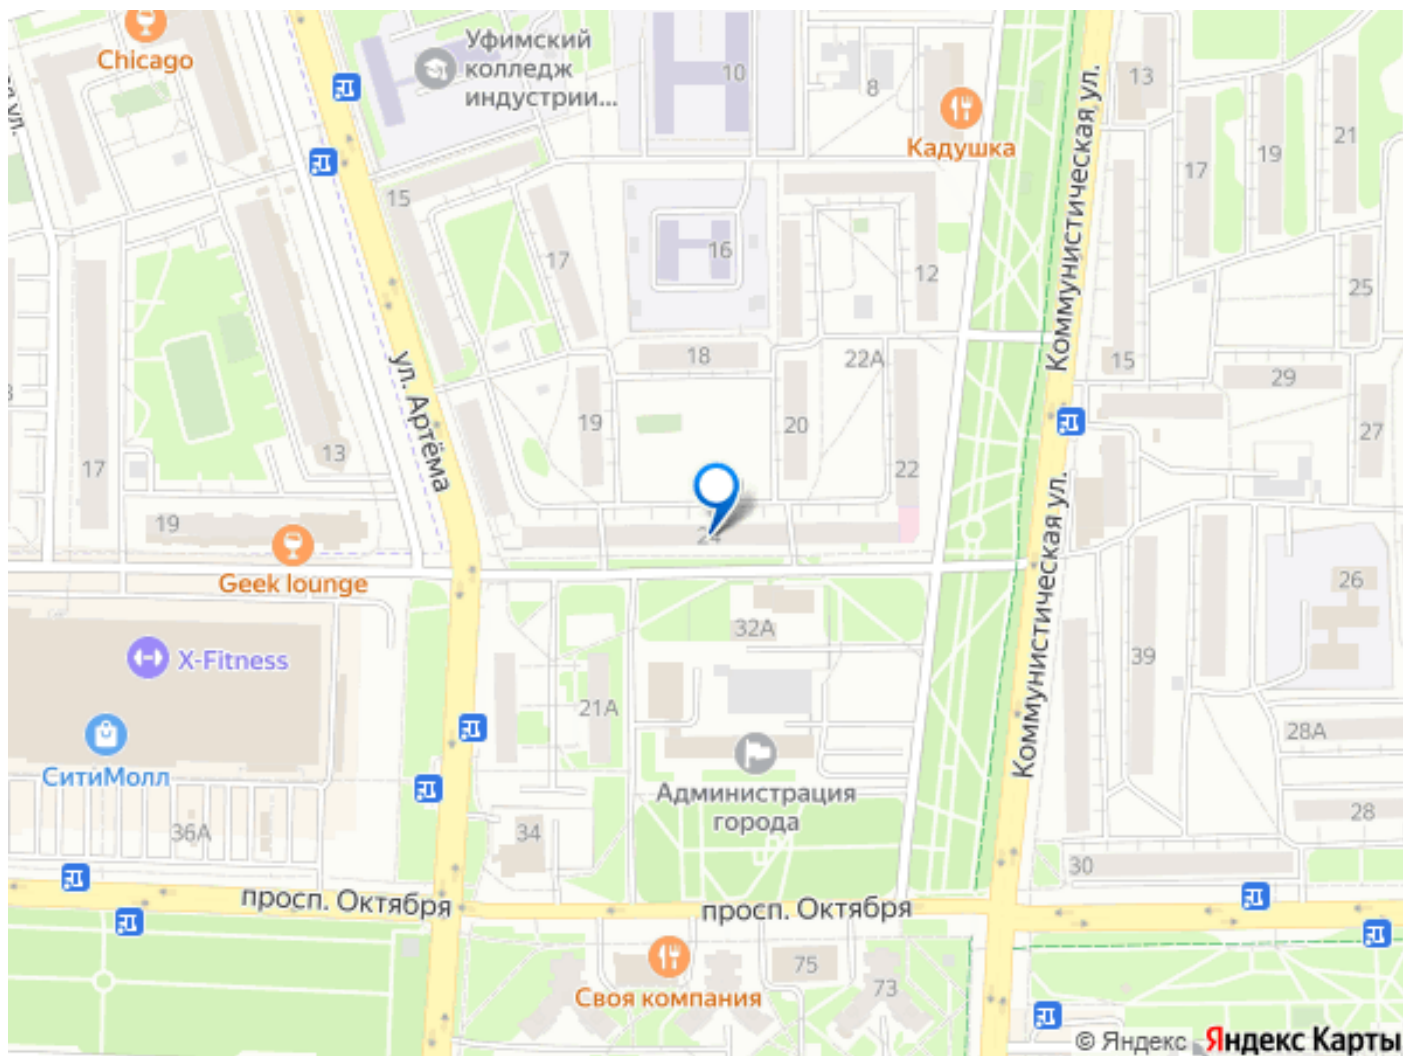 Chicago
Уфимский
колледж
индустрии...
10
8
13
Кадушка
17
19
21
ул.
15
17
16
12
25
Коммунистическая ул.
18
22А
15
29
ул. Артёма
19
20
27
13
17
22
19
24
Geek lounge
26
32А
X-Fitness
39
21А
Коммунистическая ул.
28А
СитиМолл
Администрация
города
36А
34
28
30
просп. Октября
просп. Октября
75
73
Своя компания
© Яндекс Яндекс Карты